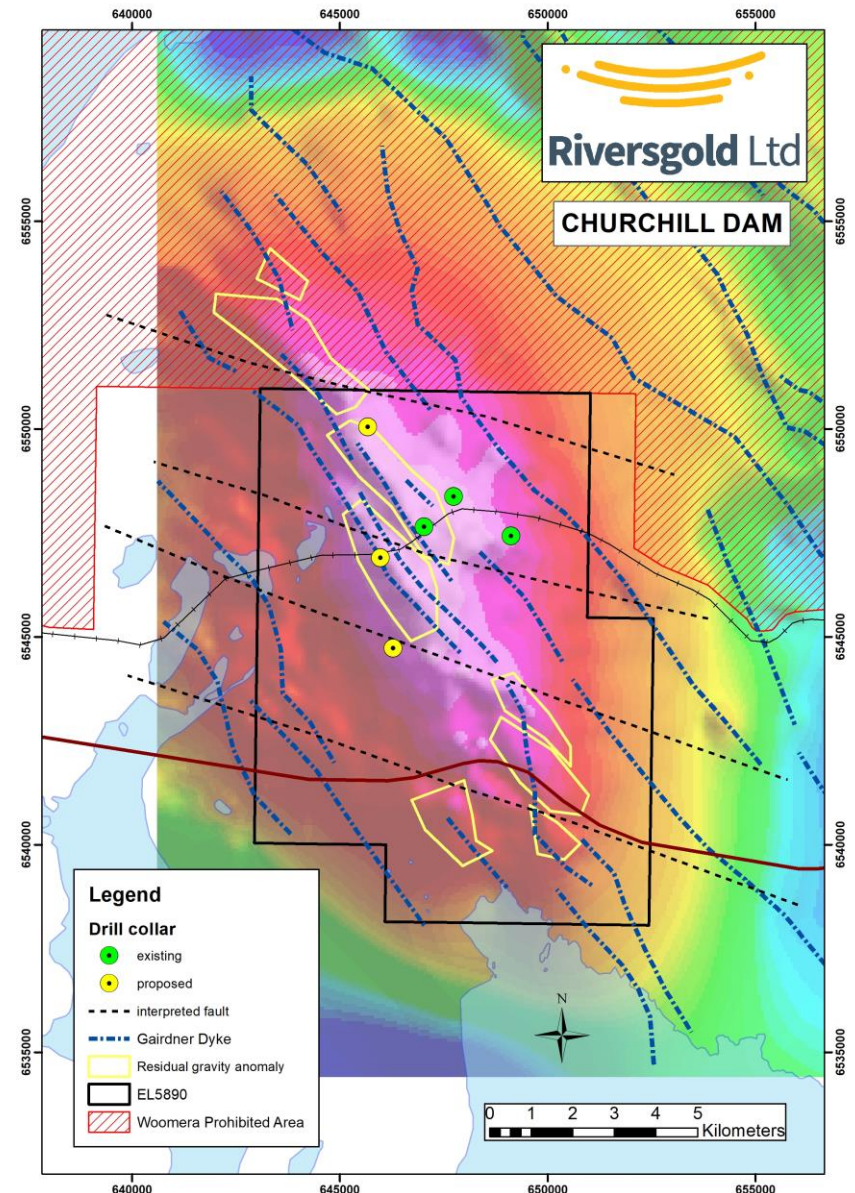 640000 645000 650000 655000
Riversgold Ltd
CHURCHILL DAM
6555000 6555000
6550000 6550000
6545000 6545000
6540000 6540000
6535000 6535000
Legend
Drill collar
existing
proposed
interpreted fault
Gairdner Dyke
Residual gravity anomaly
EL5890
Woomera Prohibited Area
N
0 1 2 3 4 5
Kilometers
640000 645000 650000 655000